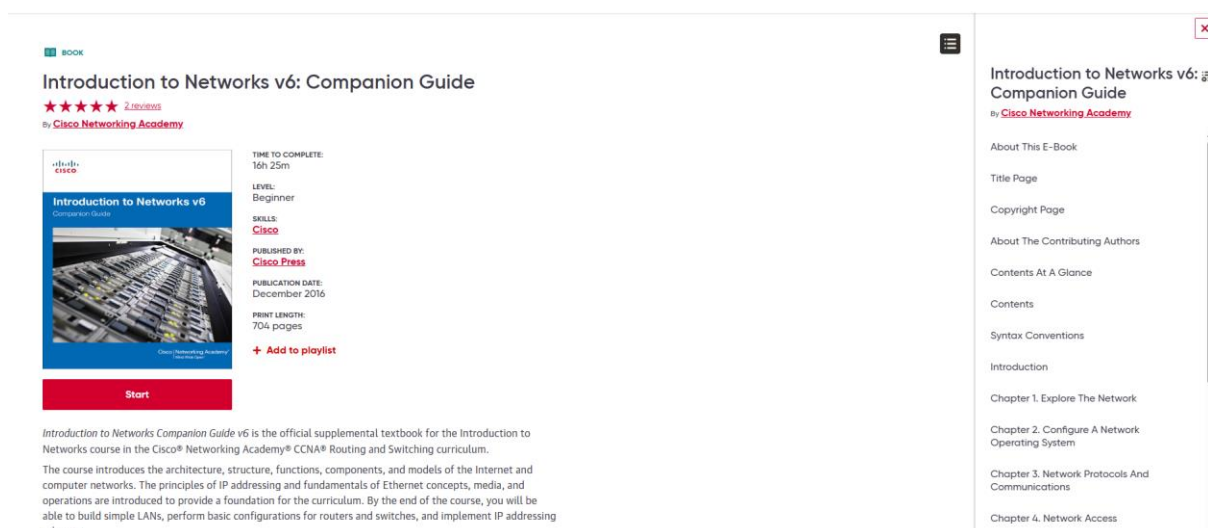 BOOK
Introduction to Networks v6: Companion Guide
2 reviews
By Cisco Networking Academy
CISCO
Introduction to Networks v6
Companion Guide
Cisco Networking Academy
TIME TO COMPLETE:
16h 25m
LEVEL:
Beginner
SKILLS:
Cisco
PUBLISHED BY:
Cisco Press
PUBLICATION DATE:
December 2016
PRINT LENGTH:
704 pages
+ Add to playlist
Start
Introduction to Networks Companion Guide v6 is the official supplemental textbook for the Introduction to
Networks course in the Cisco® Networking Academy® CCNA® Routing and Switching curriculum.
The course introduces the architecture, structure, functions, components, and models of the Internet and
computer networks. The principles of IP addressing and fundamentals of Ethernet concepts, media, and
operations are introduced to provide a foundation for the curriculum. By the end of the course, you will be
able to build simple LANs, perform basic configurations for routers and switches, and implement IP addressing
Introduction to Networks v6:
Companion Guide
By Cisco Networking Academy
About This E-Book
Title Page
Copyright Page
About The Contributing Authors
Contents At A Glance
Contents
Syntax Conventions
Introduction
Chapter 1. Explore The Network
Chapter 2. Configure A Network
Operating System
Chapter 3. Network Protocols And
Communications
Chapter 4. Network Access